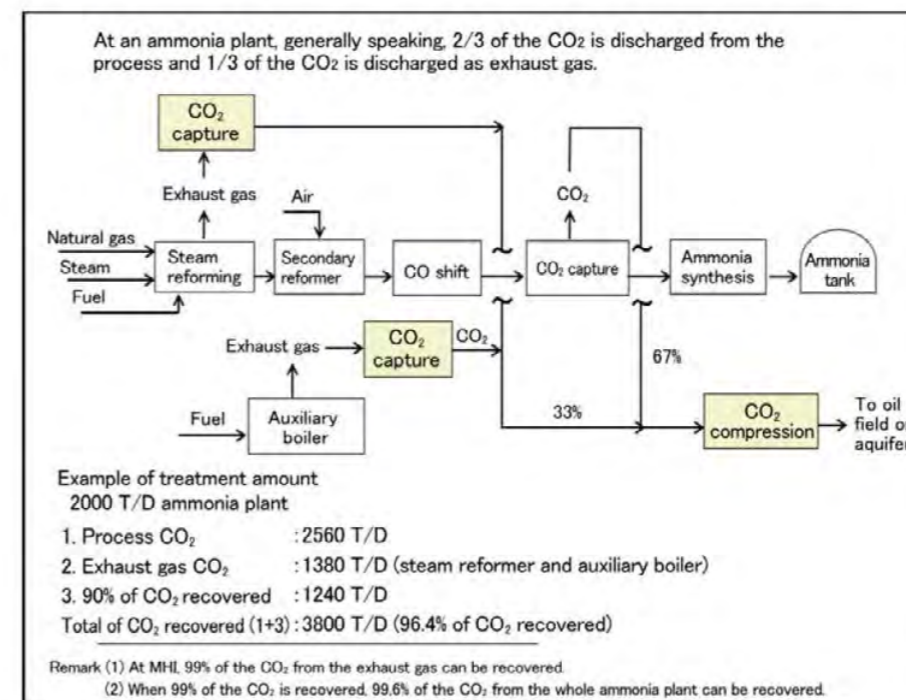 At an ammonia plant, generally speaking, 2/3 of the CO₂ is discharged from the
process and 1/3 of the CO₂ is discharged as exhaust gas.
CO₂
capture
Exhaust gas
Air
CO₂
Natural gas
Steam
Fuel
Steam
reforming
Secondary
reformer
CO shift
CO₂ capture
Ammonia
synthesis
Ammonia
tank
Exhaust gas
CO₂
capture
CO₂
67%
33%
Fuel
Auxiliary
boiler
CO₂
compression
To oil
field
Example of treatment amount
2000 T/D ammonia plant
1. Process CO₂ :2560 T/D
2. Exhaust gas CO₂ :1380 T/D (steam reformer and auxiliary boiler)
3. 90% of CO₂ recovered :1240 T/D
Total of CO₂ recovered (1+3) :3800 T/D (96.4% of CO₂ recovered)
Remark (1) At MHI, 99% of the CO₂ from the exhaust gas can be recovered.
(2) When 99% of the CO₂ is recovered, 99.6% of the CO₂ from the whole ammonia plant can be recovered.